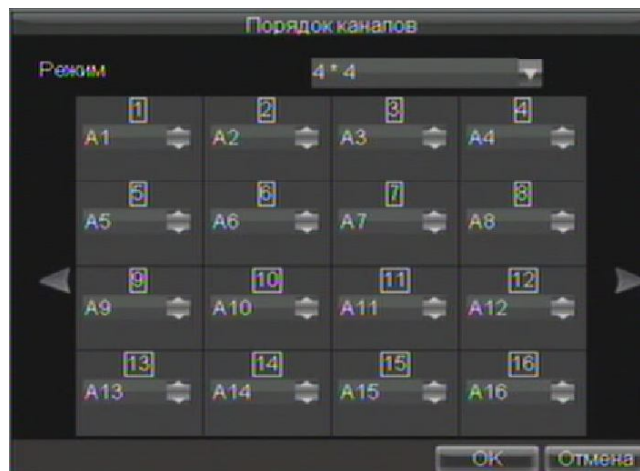 Порядок каналов
Режим 4 * 4
1 2 3 4
A1 A2 A3 A4
5 6 7 8
A5 A6 A7 A8
9 10 11 12
A9 A10 A11 A12
13 14 15 16
A13 A14 A15 A16
OK Отмена